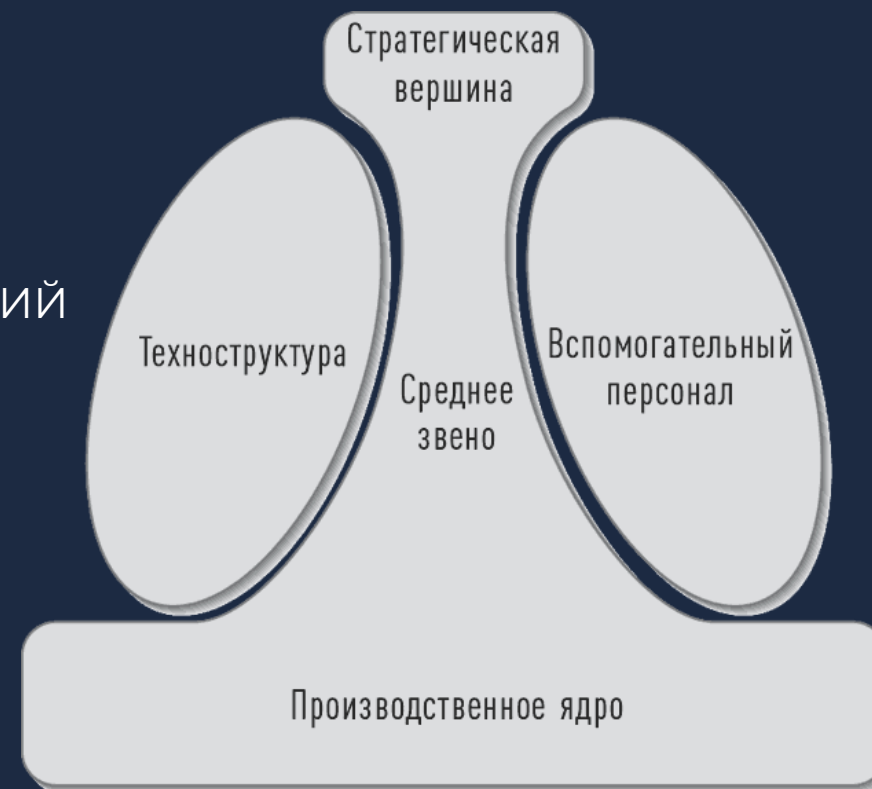 Стратегическая
вершина
ий
Техноструктура
Вспомогательный
персонал
Среднее
звено
Производственное ядро